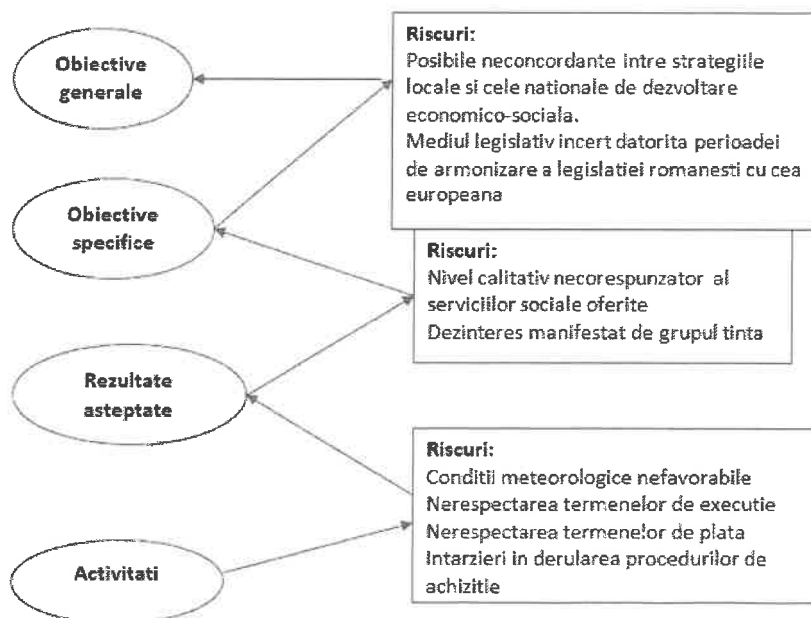 Obiective
generale
Riscuri:
Posibile neconcordante intre strategiile
locale si cele nationale de dezvoltare
economico-sociala.
Mediul legislativ incert datorita perioadei
de armonizare a legislatiei romanesti cu cea
europeana
Obiective
specifice
Riscuri:
Nivel calitativ necorespunzator al
serviciilor sociale oferite
Dezinteres manifestat de grupul tinta
Rezultate
asteptate
Riscuri:
Conditii meteorologice nefavorabile
Nerespectarea termenelor de executie
Nerespectarea termenelor de plata
Intarzieri in derularea procedurilor de
achizitie
Activitati